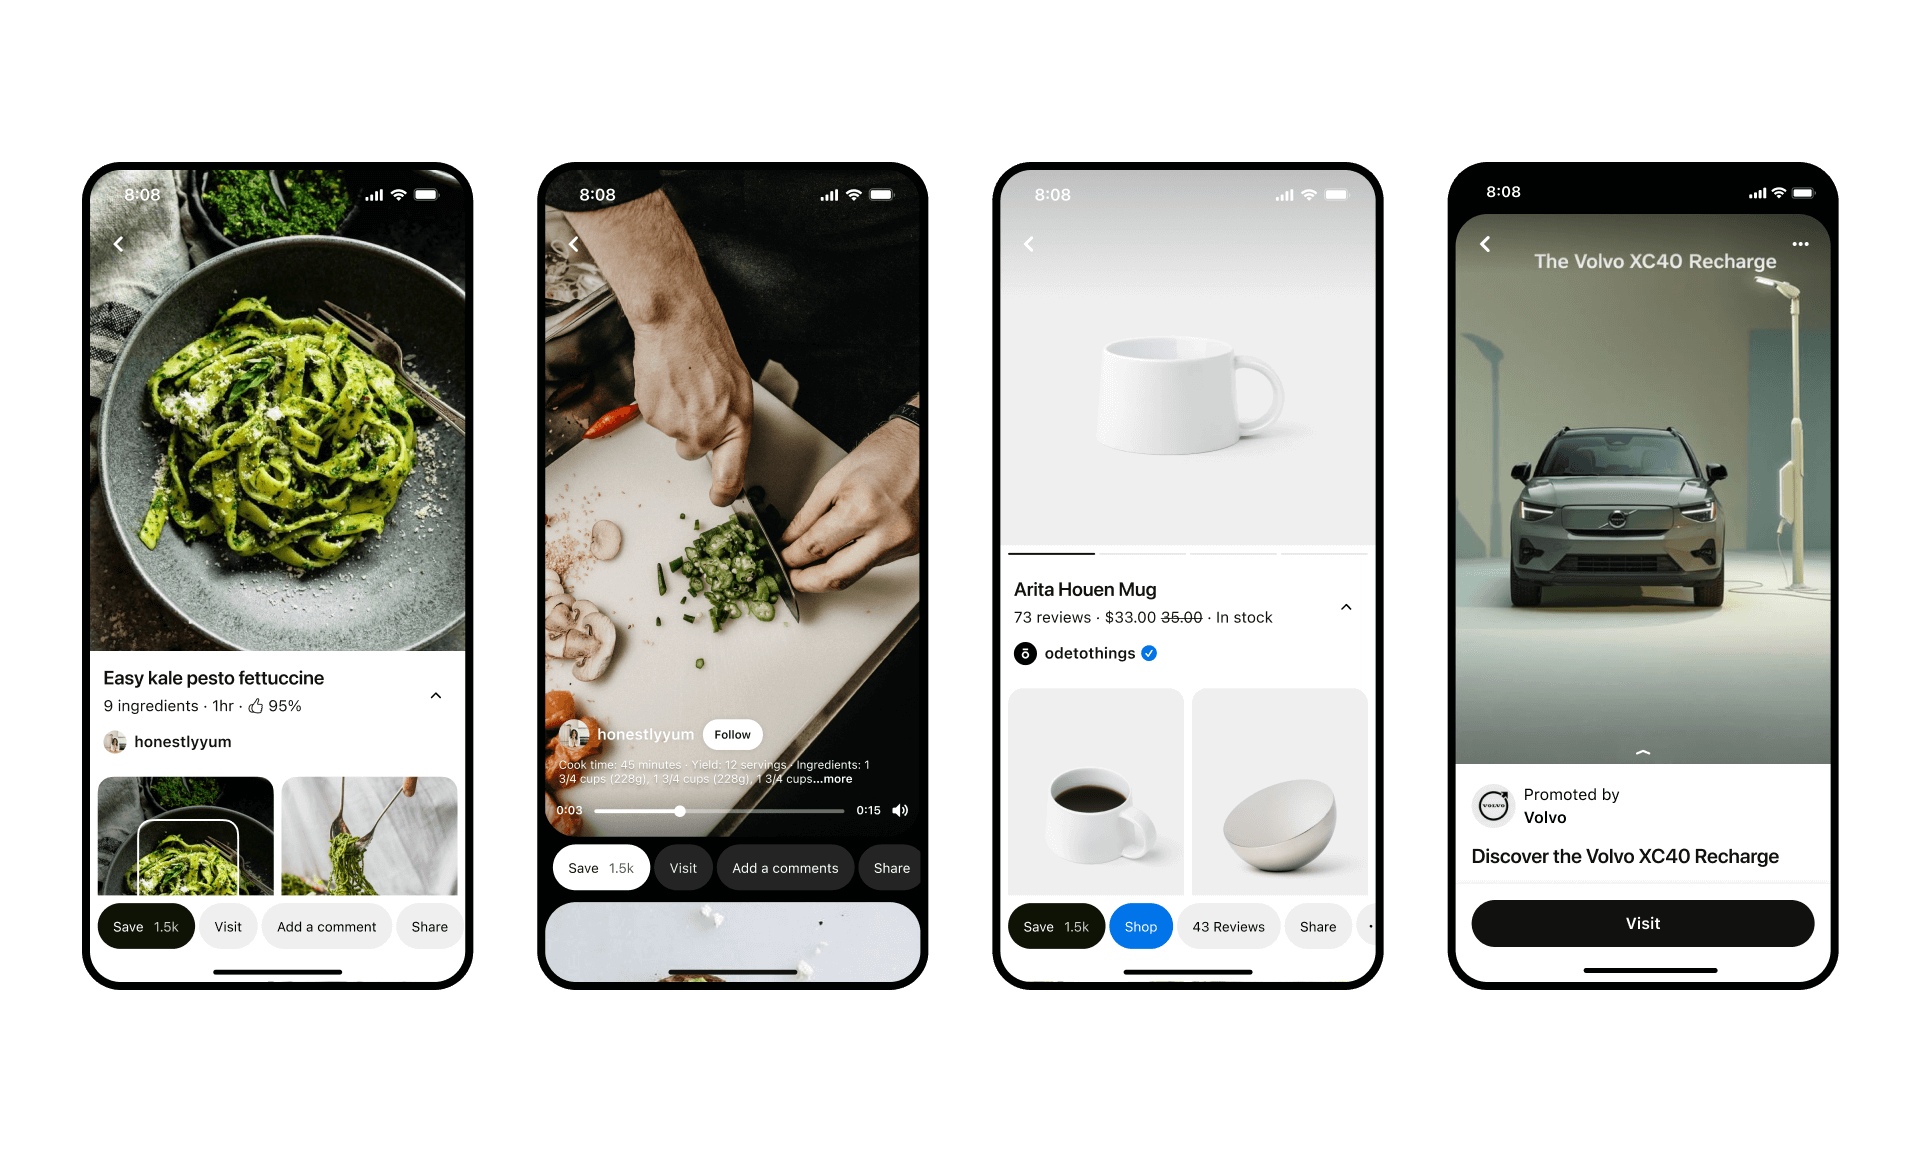 8:08
Easy kale pesto fettuccine
9 ingredients · 1hr · 95%
honestlyyum
Save 1.5k
Visit
Add a comment
Share
8:08
honestlyyum
Follow
Cook time: 45 minutes · Yield: 12 servings · Ingredients: 1
3/4 cups (228g), 1 3/4 cups (228g), 1 3/4 cups...more
0:03
0:15
Save 1.5k
Visit
Add a comments
Share
8:08
Arita Houen Mug
73 reviews · $33.00 35.00 · In stock
ō
odetothings
Save 1.5k
Shop
43 Reviews
Share
8:08
The Volvo XC40 Recharge
VOLVO
Promoted by
Volvo
Discover the Volvo XC40 Recharge
Visit